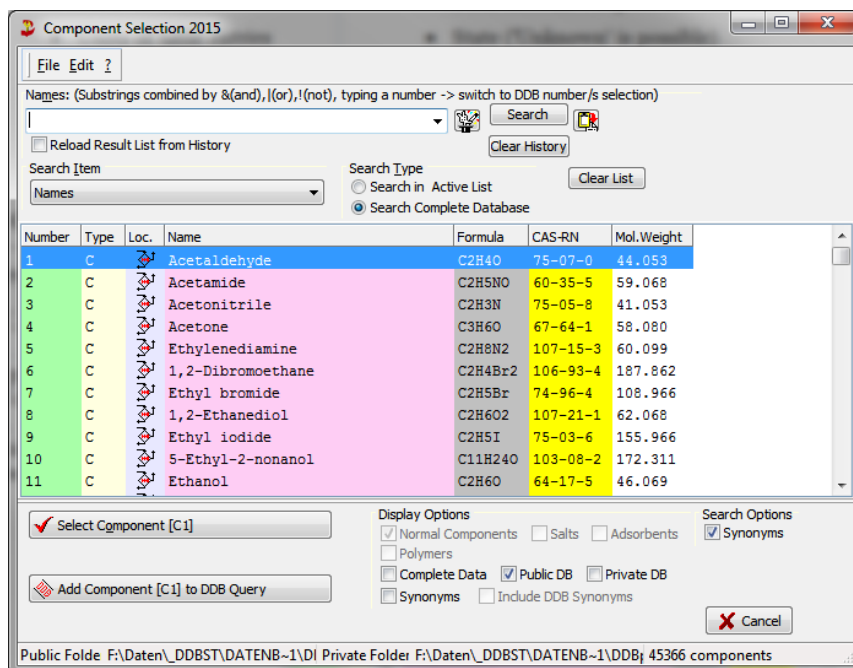 Component Selection 2015
File Edit ?
Names: (Substrings combined by &(and),|(or),!(not), typing a number -> switch to DDB number/s selection)
Search
Reload Result List from History
Clear History
Search Item
Search Type
Names
Search in Active List
Clear List
Search Complete Database
Number Type Loc. Name Formula CAS-RN Mol.Weight
1 C Acetaldehyde C2H4O 75-07-0 44.053
2 C Acetamide C2H5NO 60-35-5 59.068
3 C Acetonitrile C2H3N 75-05-8 41.053
4 C Acetone C3H6O 67-64-1 58.080
5 C Ethylenediamine C2H8N2 107-15-3 60.099
6 C 1,2-Dibromoethane C2H4Br2 106-93-4 187.862
7 C Ethyl bromide C2H5Br 74-96-4 108.966
8 C 1,2-Ethanediol C2H6O2 107-21-1 62.068
9 C Ethyl iodide C2H5I 75-03-6 155.966
10 C 5-Ethyl-2-nonanol C11H24O 103-08-2 172.311
11 C Ethanol C2H6O 64-17-5 46.069
Select Component [C1]
Add Component [C1] to DDB Query
Display Options
Normal Components Salts Adsorbents
Polymers
Complete Data Public DB Private DB
Synonyms Include DDB Synonyms
Search Options
Synonyms
Cancel
Public Folde F:\Daten\_DDBST\DATENB~1\DI Private Folder F:\Daten\_DDBST\DATENB~1\DDBp 45366 components